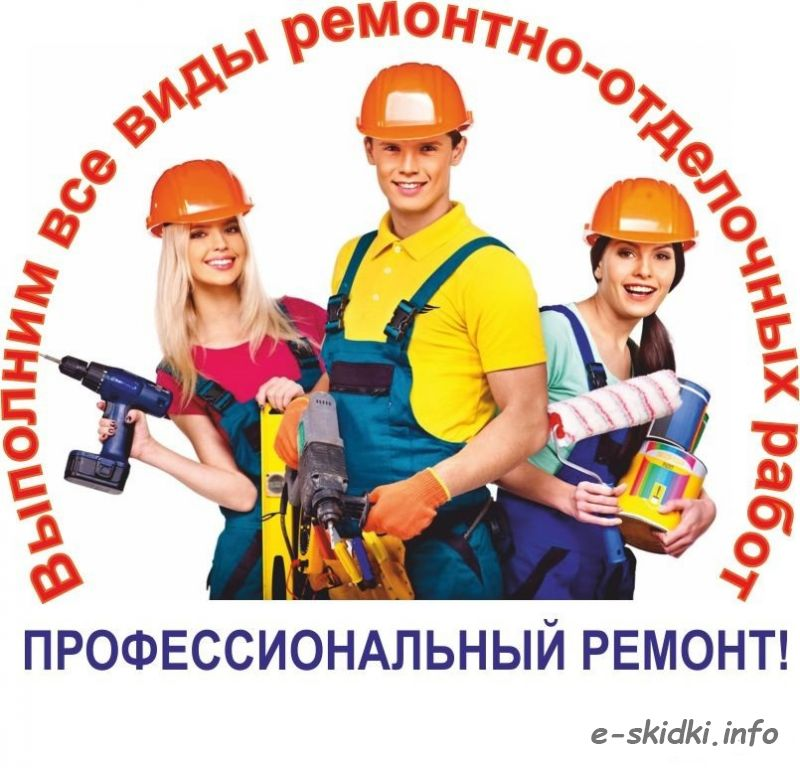 Выполним все виды ремонтно-отделочных работ
ПРОФЕССИОНАЛЬНЫЙ РЕМОНТ!
e-skidki.info